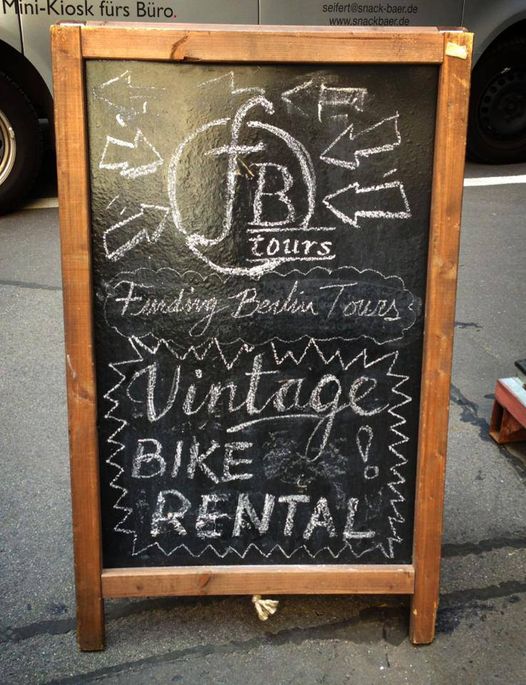 Mini-Kiosk fürs Büro.
seifert@snack-baer.de
www.snackbaer.de
fB
tours
Finding Berlin Tours
Vintage
BIKE
RENTAL!